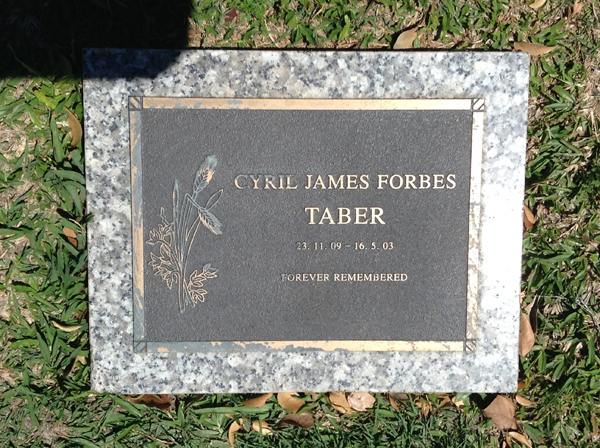 CYRIL JAMES FORBES
TABER
23. 11. 09 – 16. 5. 03
FOREVER REMEMBERED